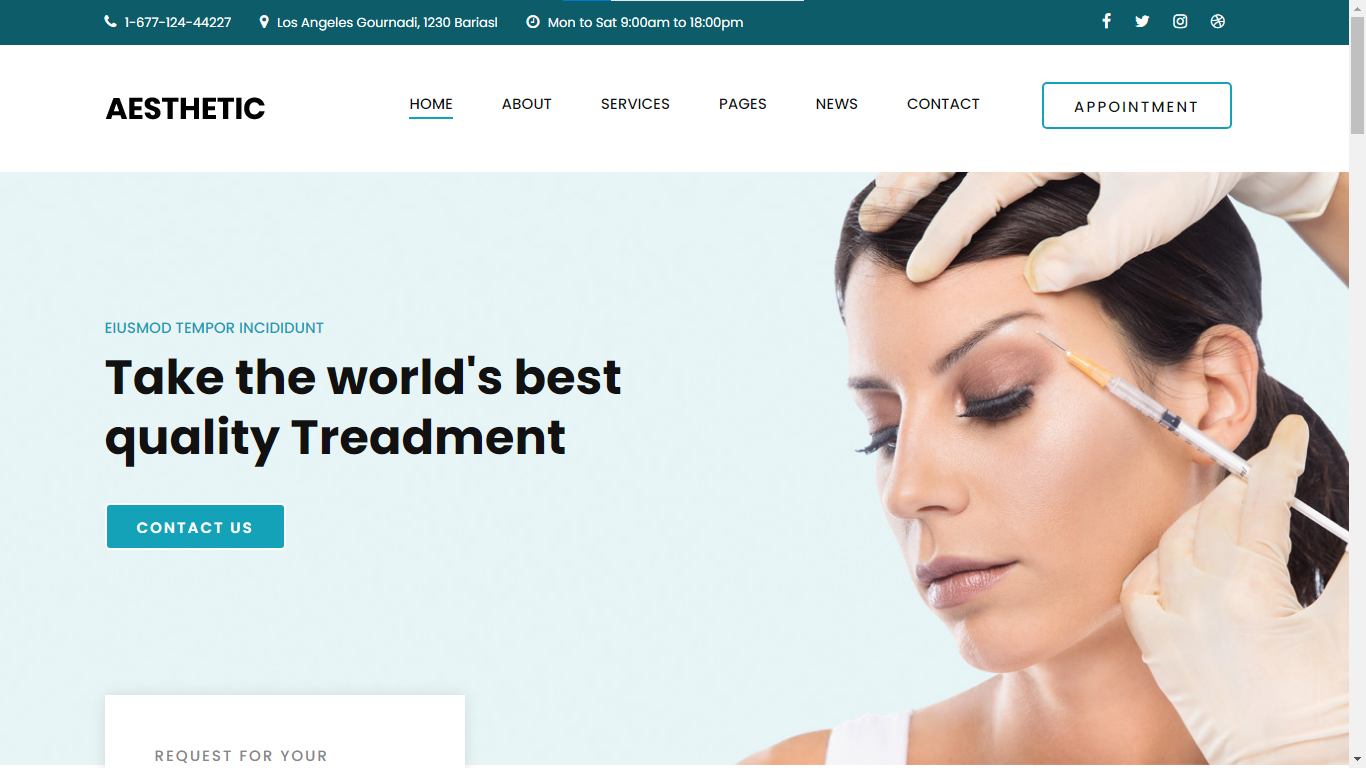 1-677-124-44227 Los Angeles Gournadi, 1230 Bariasl Mon to Sat 9:00am to 18:00pm
AESTHETIC HOME ABOUT SERVICES PAGES NEWS CONTACT APPOINTMENT
EIUSMOD TEMPOR INCIDIDUNT
Take the world's best
quality Treadment
CONTACT US
REQUEST FOR YOUR